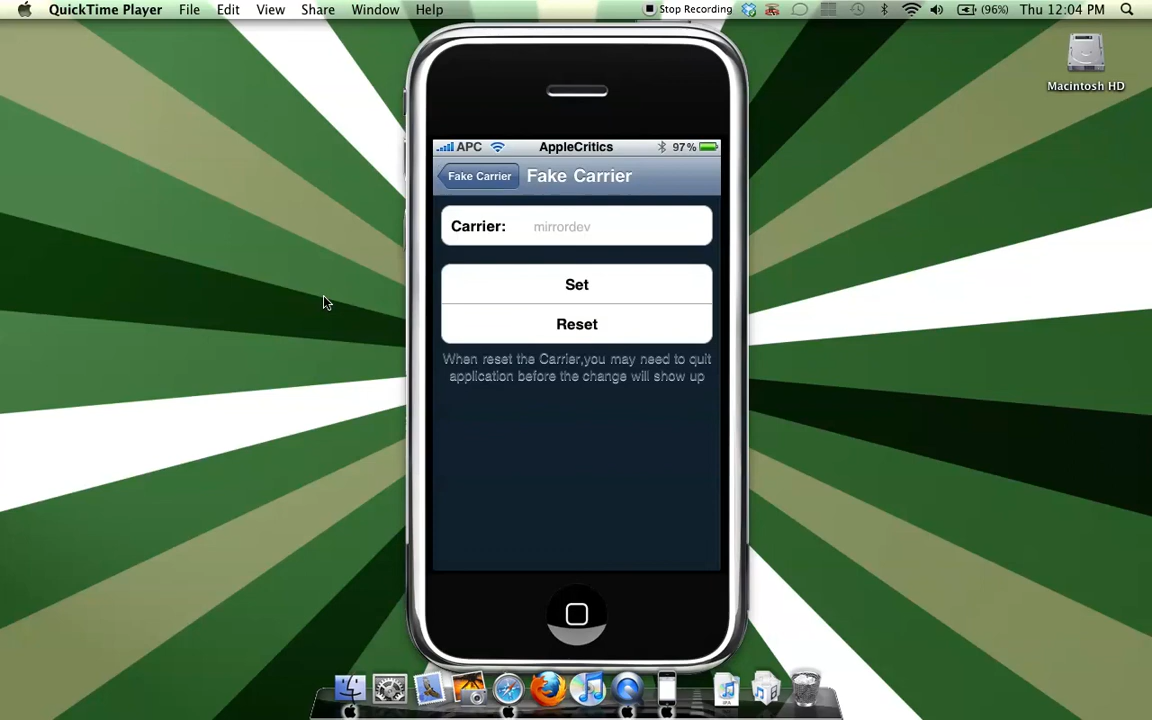 QuickTime Player File Edit View Share Window Help Stop Recording (96%) Thu 12:04 PM
Macintosh HD
APC AppleCritics 97%
Fake Carrier Fake Carrier
Carrier: mirrordev
Set
Reset
When reset the Carrier,you may need to quit
application before the change will show up